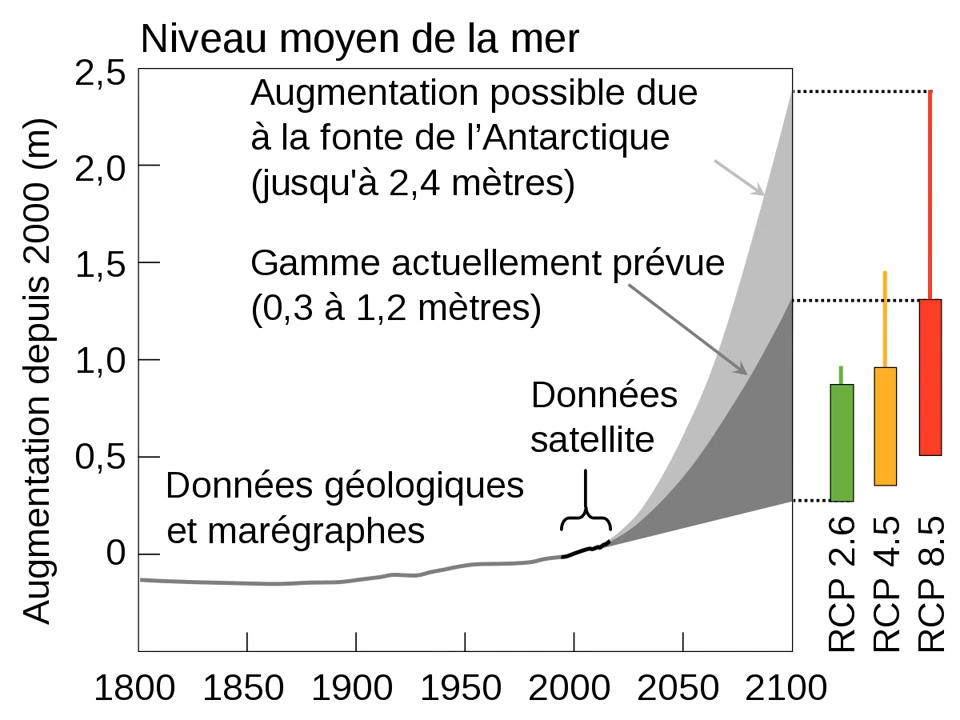 Niveau moyen de la mer
Augmentation depuis 2000 (m)
2,5
2,0
1,5
1,0
0,5
0
Augmentation possible due
à la fonte de l’Antarctique
(jusqu'à 2,4 mètres)
Gamme actuellement prévue
(0,3 à 1,2 mètres)
Données
satellite
Données géologiques
et marégraphes
1800 1850 1900 1950 2000 2050 2100
RCP 2.6
RCP 4.5
RCP 8.5